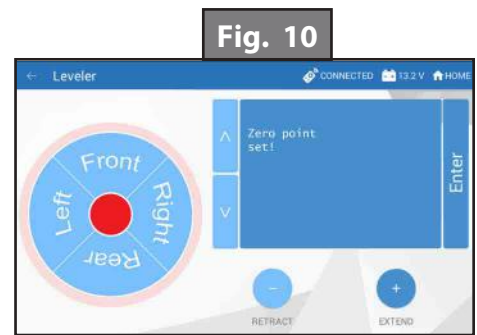 Fig. 10
← Leveler
CONNECTED 13.2 V HOME
Front
Left
Right
Rear
Zero point
set!
Enter
RETRACT
EXTEND